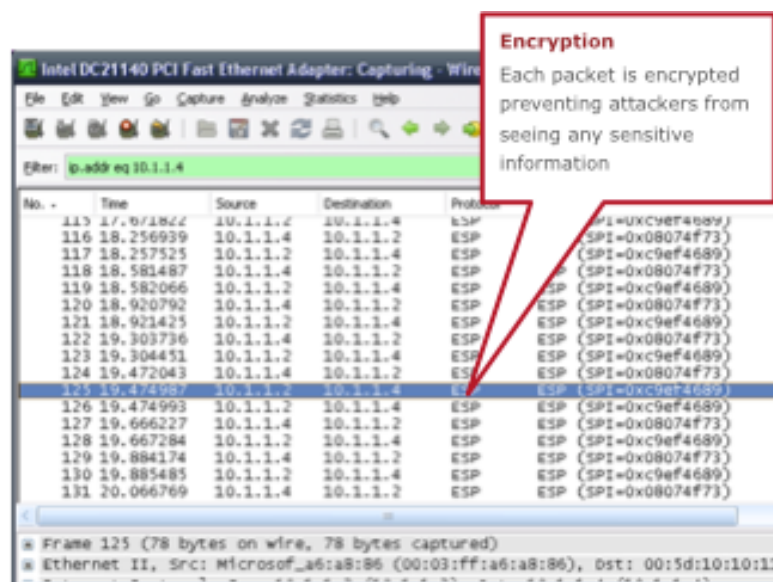 Encryption
Each packet is encrypted
preventing attackers from
seeing any sensitive
information
Intel DC21140 PCI Fast Ethernet Adapter: Capturing - Wire
File Edit View Go Capture Analyze Statistics Help
Filter: ip.addr eq 10.1.1.4
No. - Time Source Destination Protocol
115 17.671822 10.1.1.2 10.1.1.4 ESP (SPI=0xc9ef4689)
116 18.256939 10.1.1.4 10.1.1.2 ESP (SPI=0x08074f73)
117 18.257525 10.1.1.2 10.1.1.4 ESP (SPI=0xc9ef4689)
118 18.581487 10.1.1.4 10.1.1.2 ESP ESP (SPI=0x08074f73)
119 18.582066 10.1.1.2 10.1.1.4 ESP ESP (SPI=0xc9ef4689)
120 18.920792 10.1.1.4 10.1.1.2 ESP ESP (SPI=0x08074f73)
121 18.921425 10.1.1.2 10.1.1.4 ESP ESP (SPI=0xc9ef4689)
122 19.303736 10.1.1.4 10.1.1.2 ESP ESP (SPI=0x08074f73)
123 19.304451 10.1.1.2 10.1.1.4 ESP ESP (SPI=0xc9ef4689)
124 19.472043 10.1.1.4 10.1.1.2 ESP ESP (SPI=0x08074f73)
125 19.474987 10.1.1.2 10.1.1.4 ESP ESP (SPI=0xc9ef4689)
126 19.474993 10.1.1.2 10.1.1.4 ESP ESP (SPI=0xc9ef4689)
127 19.666227 10.1.1.4 10.1.1.2 ESP ESP (SPI=0x08074f73)
128 19.667284 10.1.1.2 10.1.1.4 ESP ESP (SPI=0xc9ef4689)
129 19.884174 10.1.1.4 10.1.1.2 ESP ESP (SPI=0x08074f73)
130 19.885485 10.1.1.2 10.1.1.4 ESP ESP (SPI=0xc9ef4689)
131 20.066769 10.1.1.4 10.1.1.2 ESP ESP (SPI=0x08074f73)
Frame 125 (78 bytes on wire, 78 bytes captured)
Ethernet II, Src: Microsof_a6:a8:86 (00:03:ff:a6:a8:86), Dst: 00:5d:10:10:1